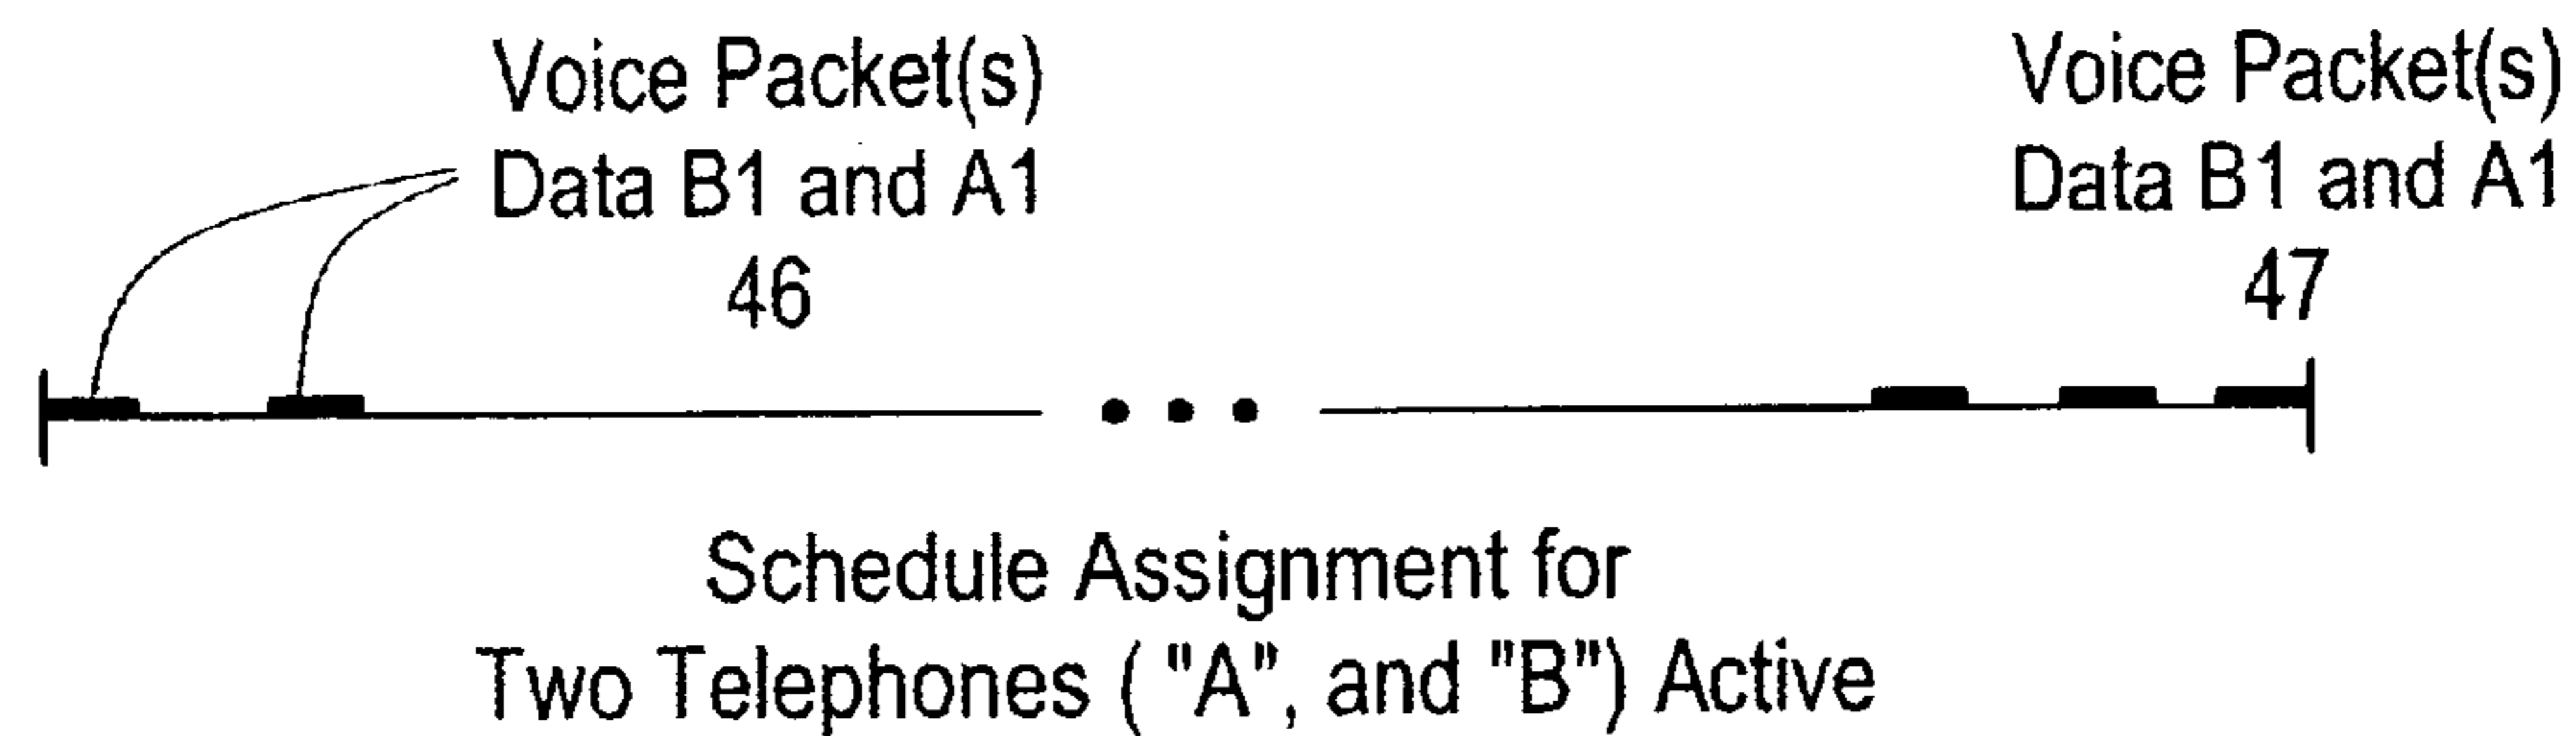 Voice Packet(s)
Data B1 and A1
46
Voice Packet(s)
Data B1 and A1
47
Schedule Assignment for
Two Telephones ( "A", and "B") Active